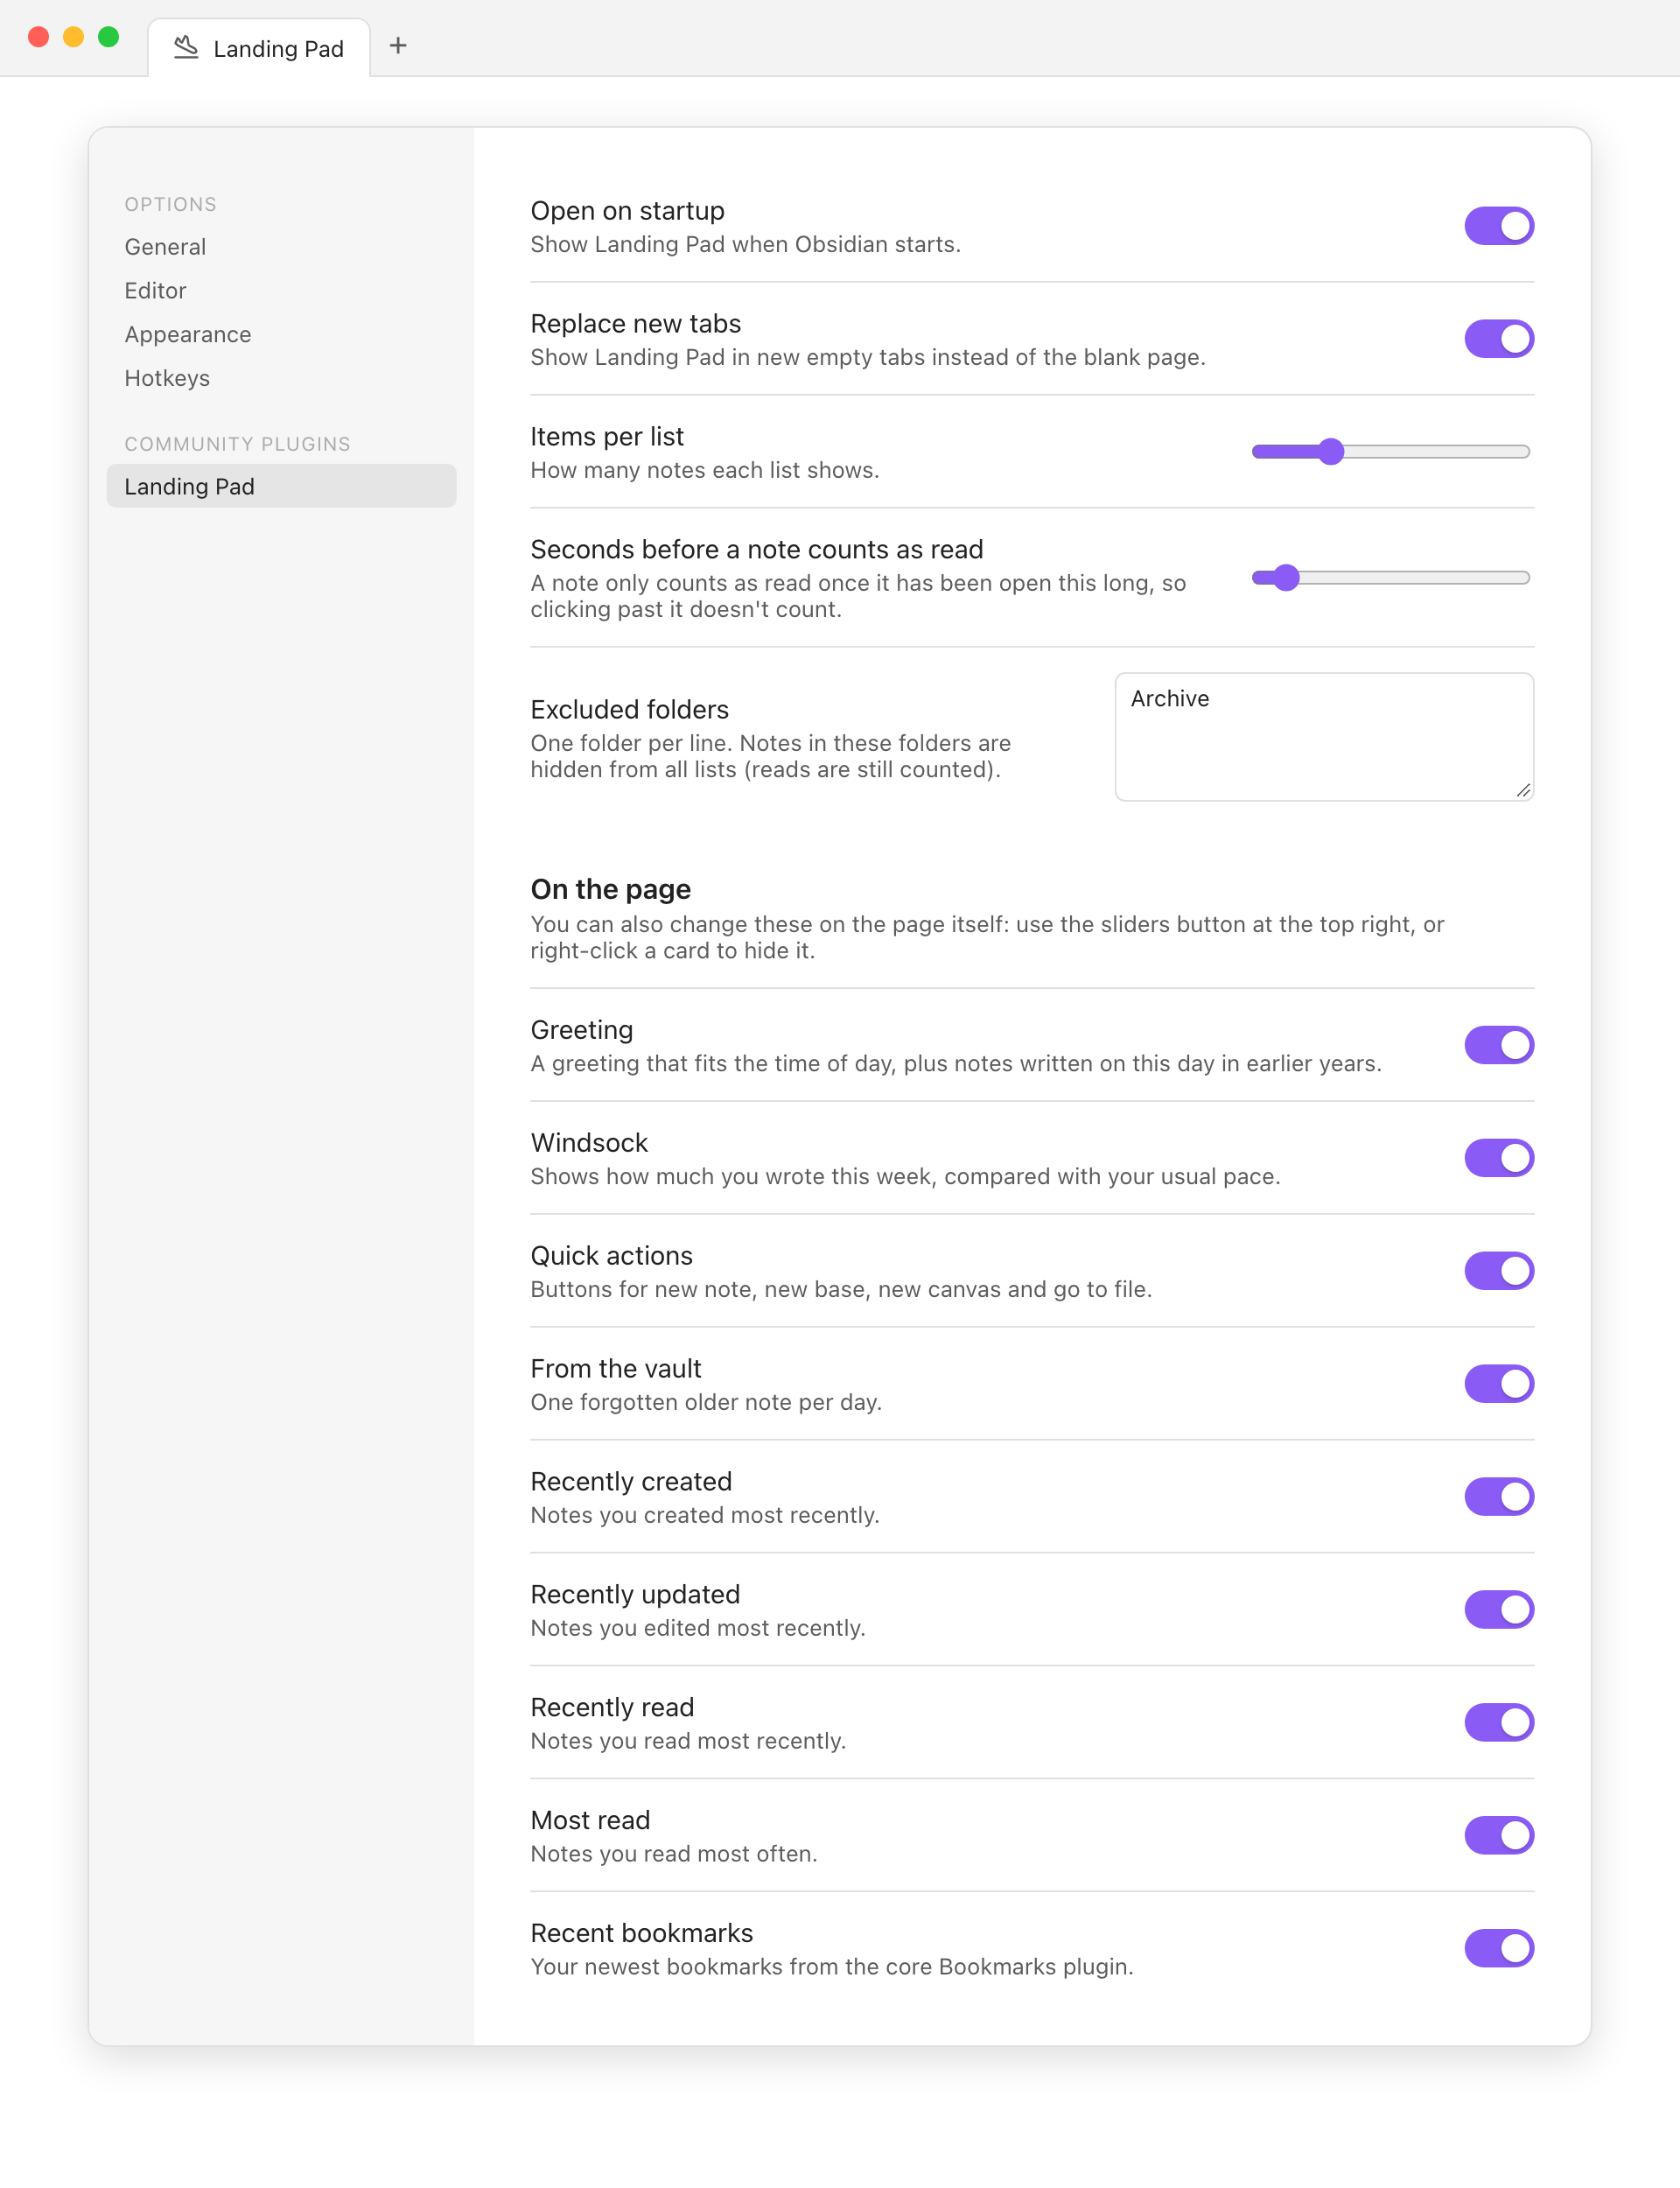 Landing Pad
OPTIONS
General
Editor
Appearance
Hotkeys
COMMUNITY PLUGINS
Landing Pad
Open on startup
Show Landing Pad when Obsidian starts.
Replace new tabs
Show Landing Pad in new empty tabs instead of the blank page.
Items per list
How many notes each list shows.
Seconds before a note counts as read
A note only counts as read once it has been open this long, so
clicking past it doesn't count.
Excluded folders
One folder per line. Notes in these folders are
hidden from all lists (reads are still counted).
Archive
On the page
You can also change these on the page itself: use the sliders button at the top right, or
right-click a card to hide it.
Greeting
A greeting that fits the time of day, plus notes written on this day in earlier years.
Windsock
Shows how much you wrote this week, compared with your usual pace.
Quick actions
Buttons for new note, new base, new canvas and go to file.
From the vault
One forgotten older note per day.
Recently created
Notes you created most recently.
Recently updated
Notes you edited most recently.
Recently read
Notes you read most recently.
Most read
Notes you read most often.
Recent bookmarks
Your newest bookmarks from the core Bookmarks plugin.